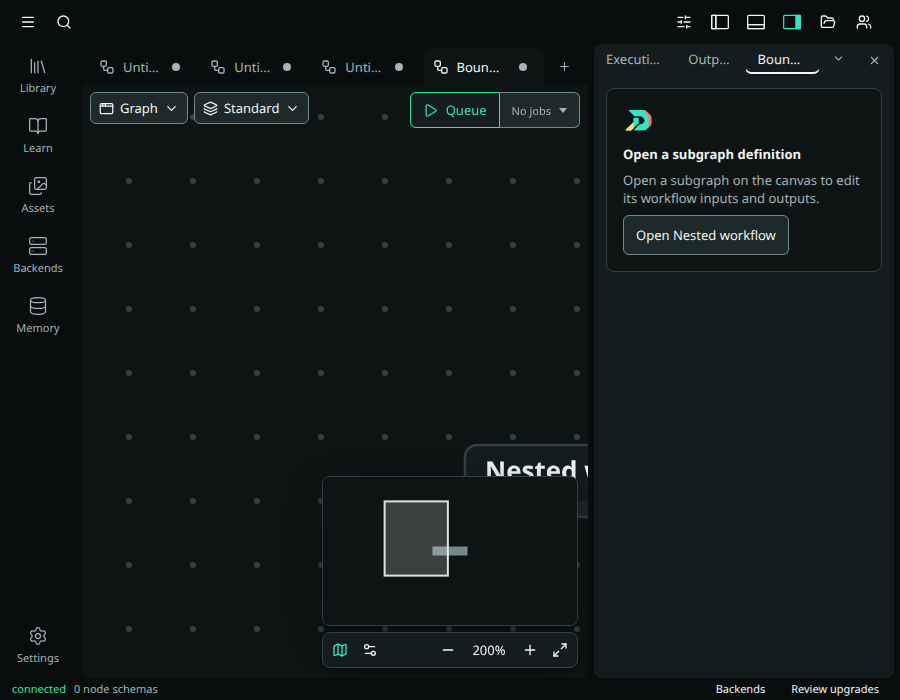 Library
Learn
Assets
Backends
Memory
Settings
Unti...
Unti...
Unti...
Boun...
Graph
Standard
Queue
No jobs
Nested
200%
Executi...
Outp...
Boun...
Open a subgraph definition
Open a subgraph on the canvas to edit
its workflow inputs and outputs.
Open Nested workflow
connected
0 node schemas
Backends
Review upgrades